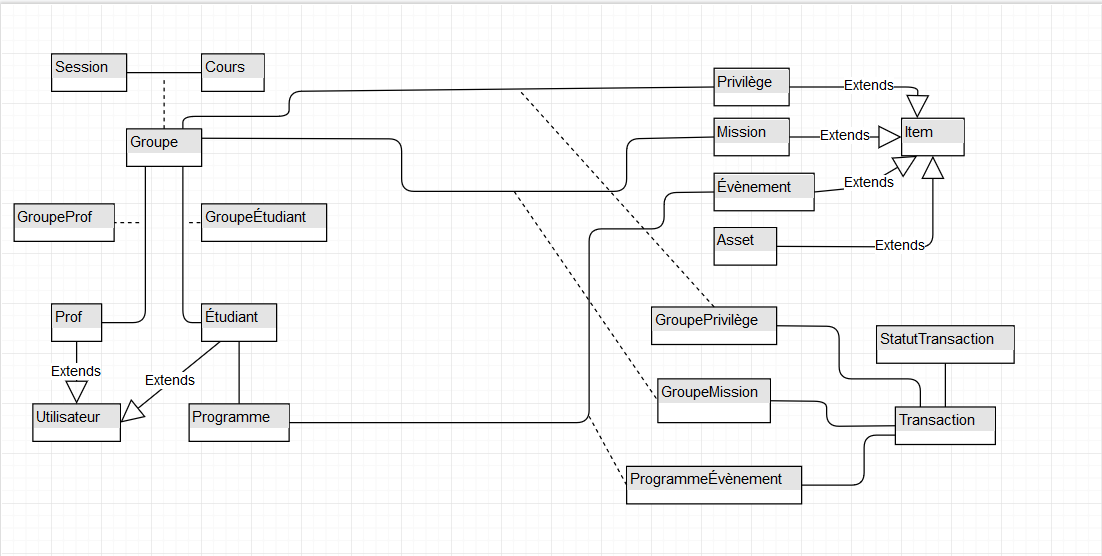 Session
Cours
Privilège
Extends
Groupe
Mission
Extends
Item
Évènement
Extends
GroupeProf
GroupeÉtudiant
Asset
Extends
Prof
Étudiant
GroupePrivilège
StatutTransaction
Extends
Extends
GroupeMission
Utilisateur
Programme
Transaction
ProgrammeÉvènement